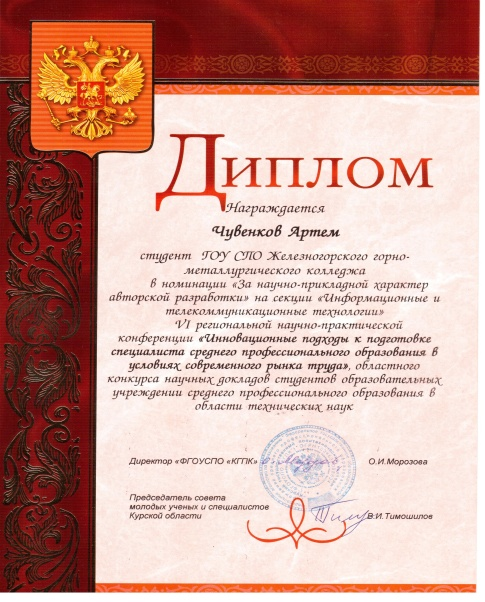 Диплом
Награждается
Чувенков Артем
студент ГОУ СПО Железногорского горно-
металлургического колледжа
в номинации «За научно-прикладной характер
авторской разработки» на секции «Информационные и
телекоммуникационные технологии»
VI региональной научно-практической
конференции «Инновационные подходы к подготовке
специалиста среднего профессионального образования в
условиях современного рынка труда», областного
конкурса научных докладов студентов образовательных
учреждении среднего профессионального образования в
области технических наук
Директор «ФГОУСПО «КГПК» О.И.Морозова
Председатель совета
молодых ученых и специалистов
Курской области В.И.Тимошилов